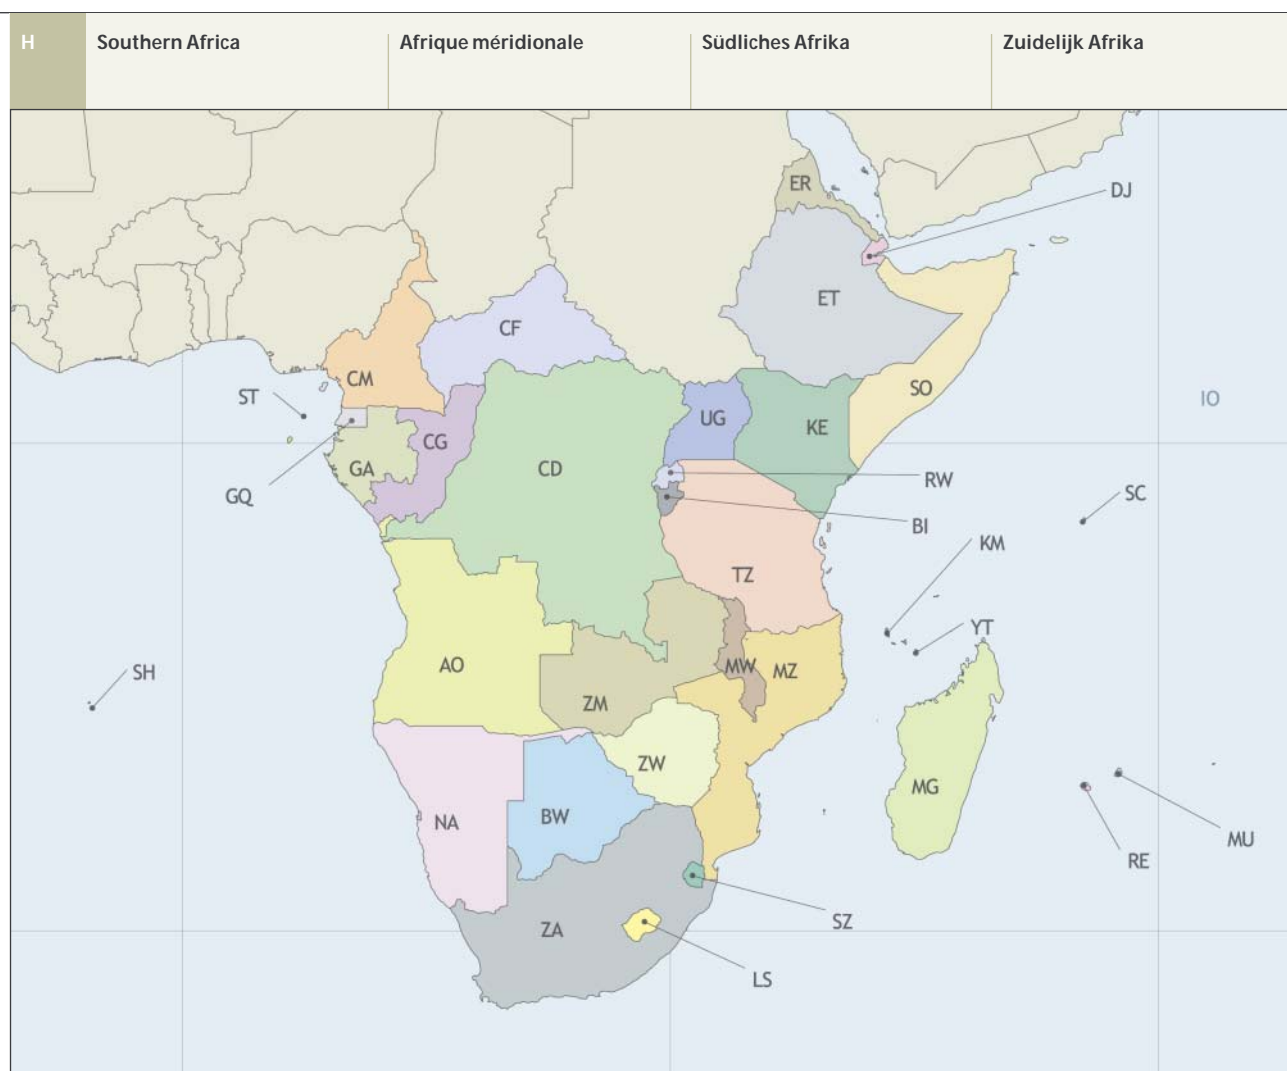 H
Southern Africa
Afrique méridionale
Südliches Afrika
Zuidelijk Afrika
ER
DJ
ET
CF
CM
SO
ST
IO
UG
KE
CG
GA
CD
RW
GQ
SC
BI
KM
TZ
YT
AO
SH
MW
MZ
ZM
ZW
MG
BW
NA
MU
RE
SZ
ZA
LS